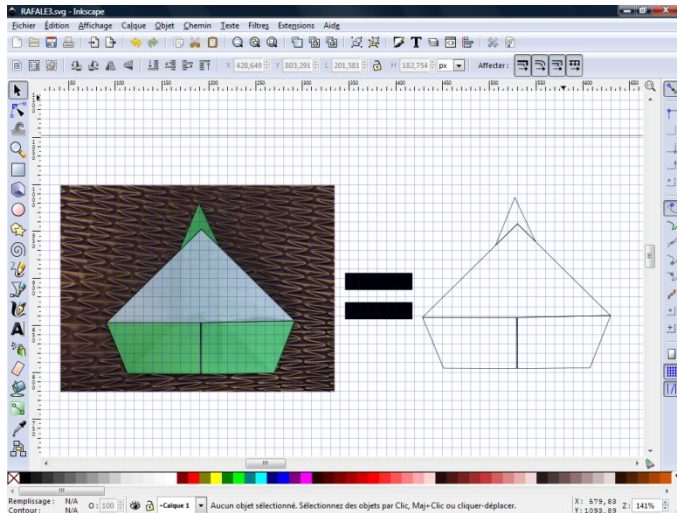 RAFALE3.svg - Inkscape
Fichier Édition Affichage Calque Objet Chemin Texte Filtres Extensions Aide
X 428,649 Y 803,291 L 201,581 H 182,754 px Affecter :
Remplissage : N/A
Contour : N/A
O : 100
-Calque 1
Aucun objet sélectionné. Sélectionnez des objets par Clic, Maj+Clic ou cliquer-déplacer.
X: 579,83
Y: 1093,89
Z: 141%